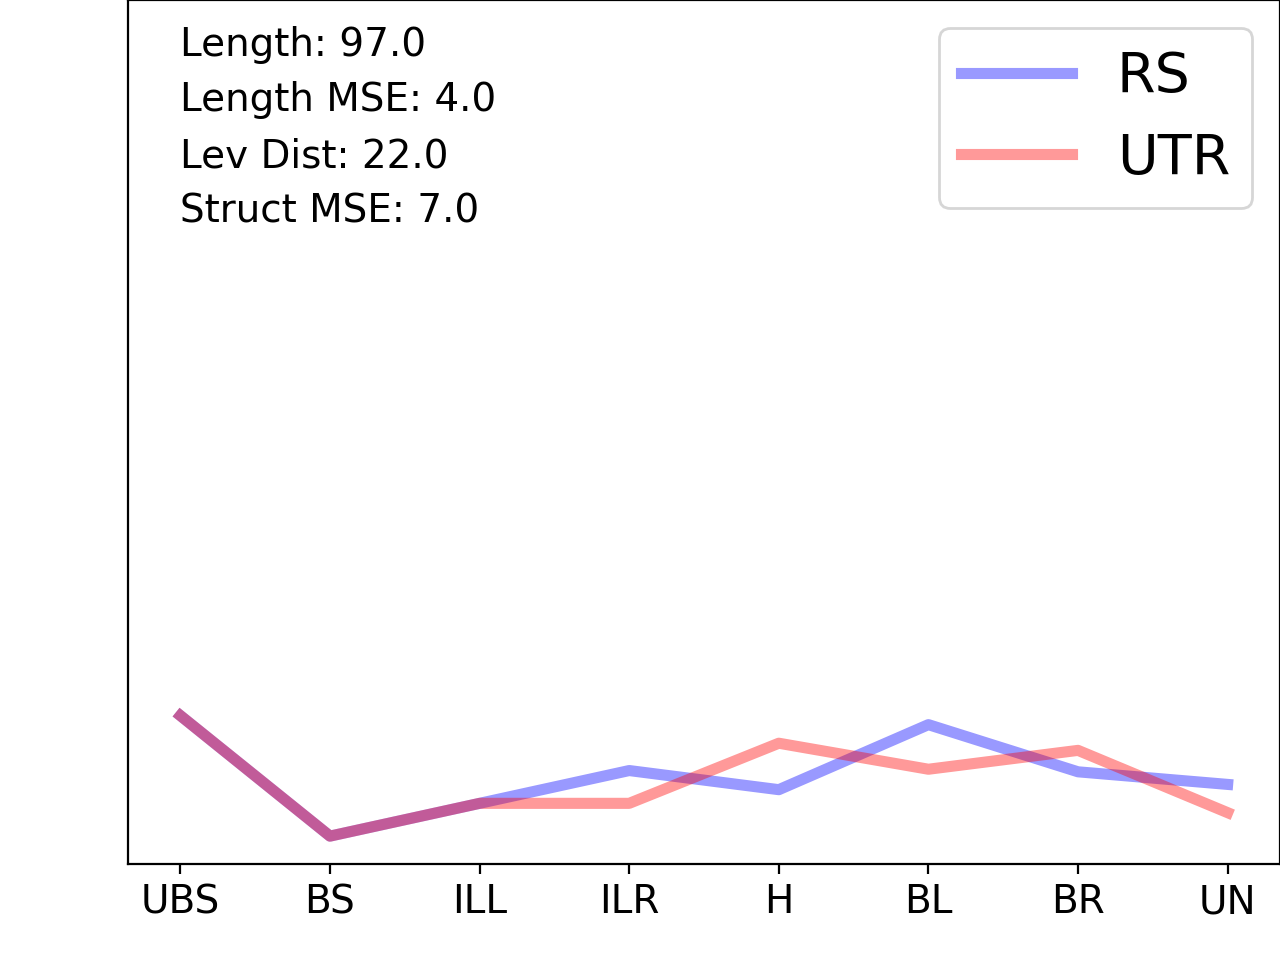 Length: 97.0
Length MSE: 4.0
Lev Dist: 22.0
Struct MSE: 7.0
RS
UTR
UBS BS ILL ILR H BL BR UN